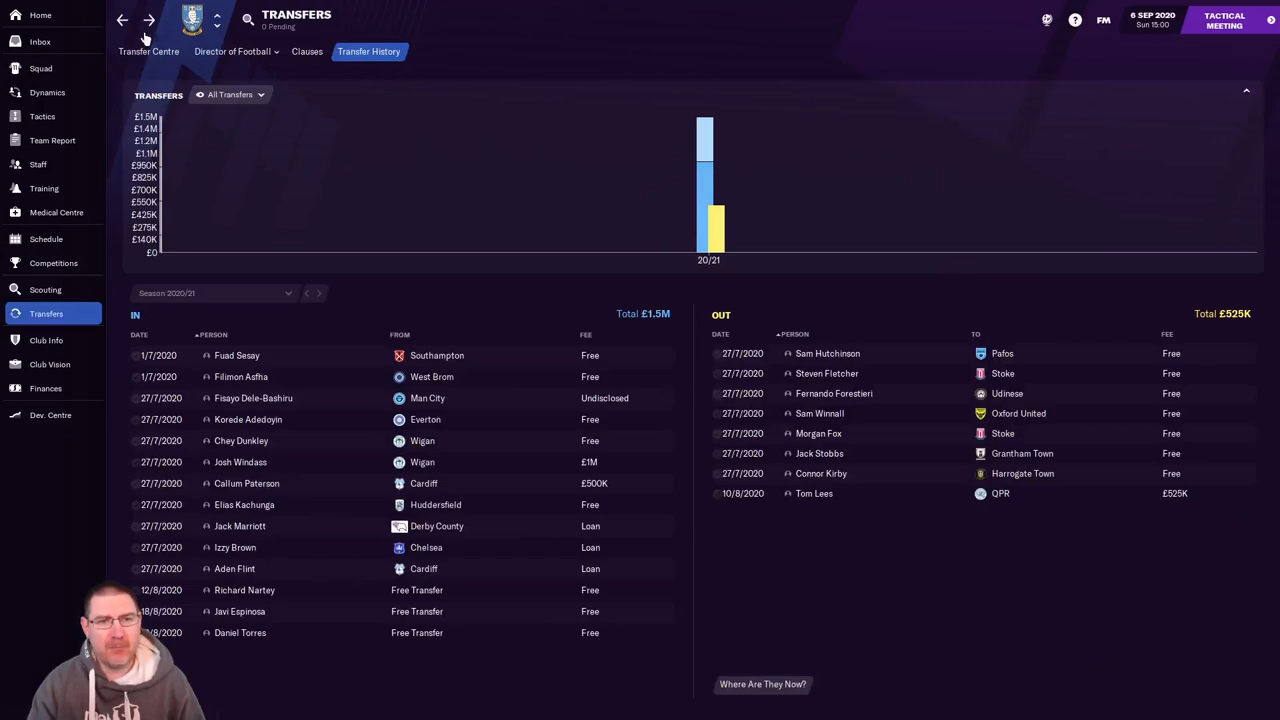 Home
Inbox
Squad
Dynamics
Tactics
Team Report
Staff
Training
Medical Centre
Schedule
Competitions
Scouting
Transfers
Club Info
Club Vision
Finances
Dev. Centre
TRANSFERS
0 Pending
FM
6 SEP 2020
Sun 15:00
TACTICAL MEETING
Transfer Centre
Director of Football
Clauses
Transfer History
TRANSFERS
All Transfers
£1.5M
£1.4M
£1.2M
£1.1M
£950K
£825K
£700K
£550K
£425K
£275K
£140K
£0
20/21
Season 2020/21
IN Total £1.5M
DATE PERSON FROM FEE
1/7/2020 Fuad Sesay Southampton Free
1/7/2020 Filimon Asfha West Brom Free
27/7/2020 Fisayo Dele-Bashiru Man City Undisclosed
27/7/2020 Korede Adedoyin Everton Free
27/7/2020 Chey Dunkley Wigan Free
27/7/2020 Josh Windass Wigan £1M
27/7/2020 Callum Paterson Cardiff £500K
27/7/2020 Elias Kachunga Huddersfield Free
27/7/2020 Jack Marriott Derby County Loan
27/7/2020 Izzy Brown Chelsea Loan
27/7/2020 Aden Flint Cardiff Loan
12/8/2020 Richard Nartey Free Transfer Free
18/8/2020 Javi Espinosa Free Transfer Free
8/2020 Daniel Torres Free Transfer Free
OUT Total £525K
DATE PERSON TO FEE
27/7/2020 Sam Hutchinson Pafos Free
27/7/2020 Steven Fletcher Stoke Free
27/7/2020 Fernando Forestieri Udinese Free
27/7/2020 Sam Winnall Oxford United Free
27/7/2020 Morgan Fox Stoke Free
27/7/2020 Jack Stobbs Grantham Town Free
27/7/2020 Connor Kirby Harrogate Town Free
10/8/2020 Tom Lees QPR £525K
Where Are They Now?